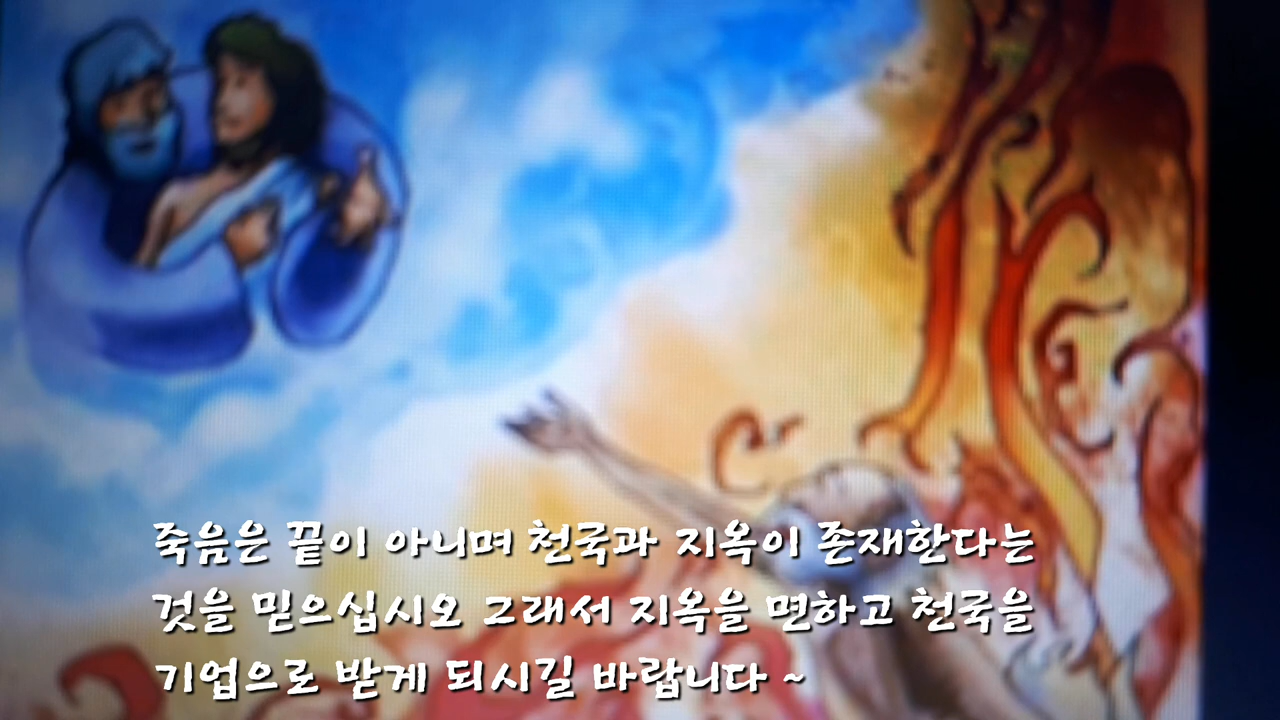 죽음은 끝이 아니며 천국과 지옥이 존재한다는
것을 믿으십시오 그래서 지옥을 면하고 천국을
기업으로 받게 되시길 바랍니다 ~